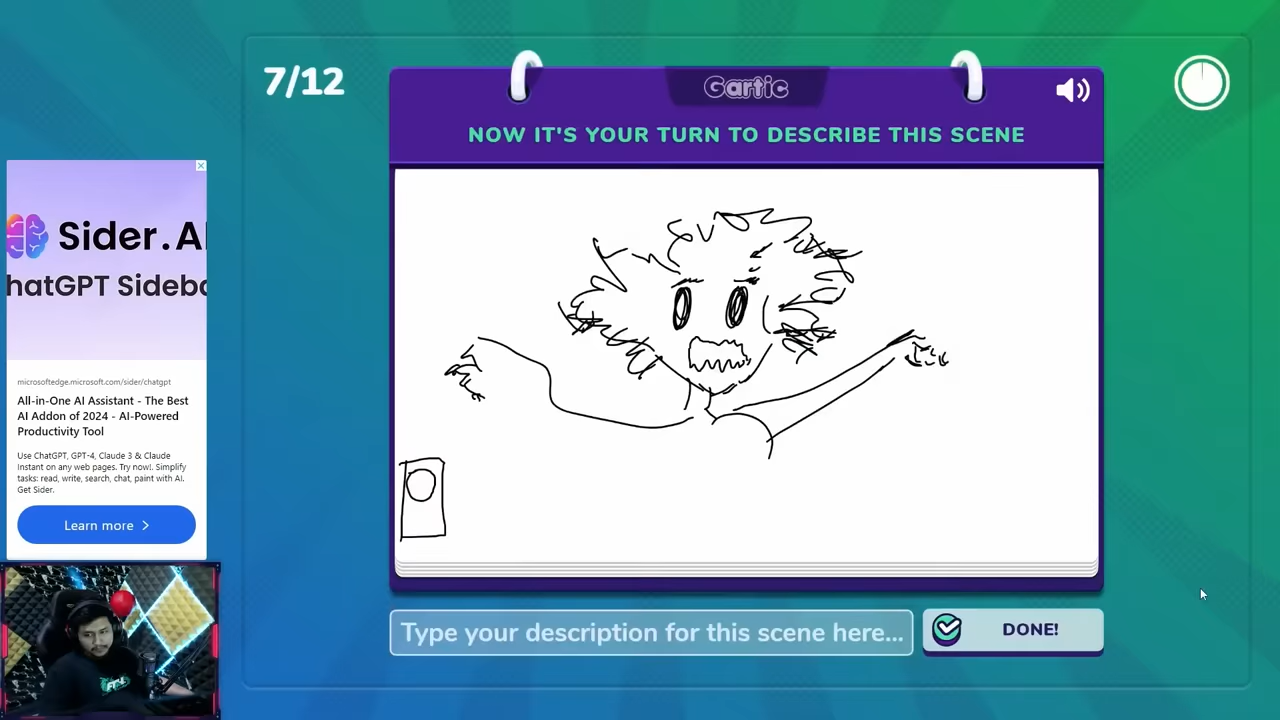 7/12
Gartic
NOW IT'S YOUR TURN TO DESCRIBE THIS SCENE
Sider.A
hatGPT Sideba
microsoftedge.microsoft.com/sider/chatgpt
All-in-One AI Assistant - The Best
AI Addon of 2024 - AI-Powered
Productivity Tool
Use ChatGPT, GPT-4, Claude 3 & Claude
Instant on any web pages. Try now!. Simplify
tasks: read, write, search, chat, paint with AI.
Get Sider.
Learn more
Type your description for this scene here...
DONE!